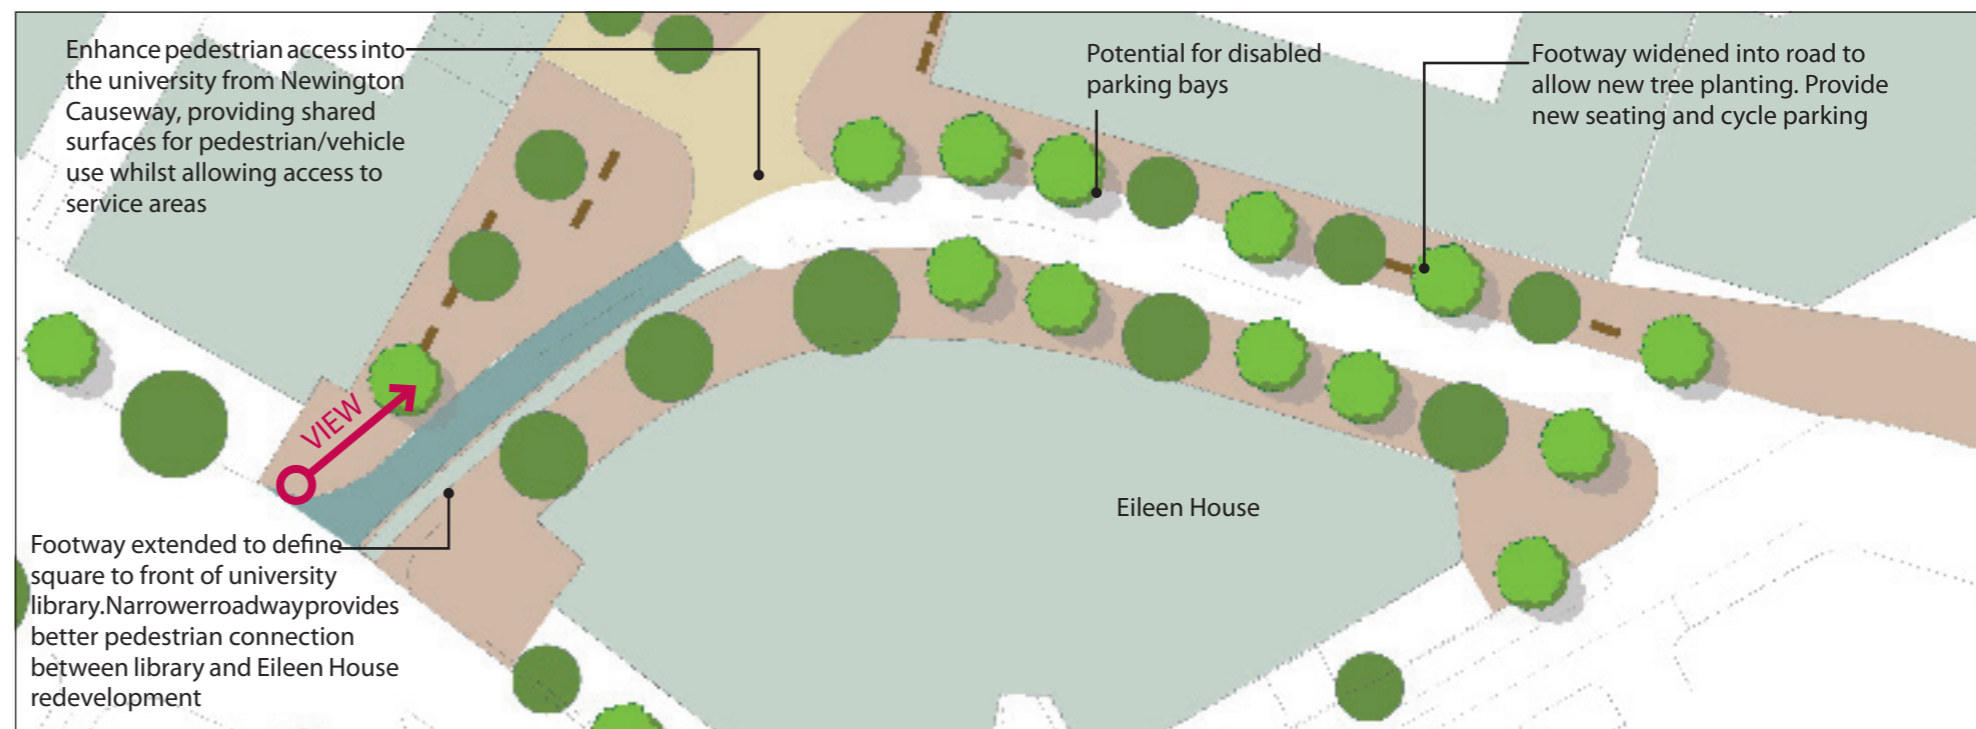 Enhance pedestrian access into
the university from Newington
Causeway, providing shared
surfaces for pedestrian/vehicle
use whilst allowing access to
service areas
Potential for disabled
parking bays
Footway widened into road to
allow new tree planting. Provide
new seating and cycle parking
VIEW
Eileen House
Footway extended to define
square to front of university
library. Narrower roadway provides
better pedestrian connection
between library and Eileen House
redevelopment